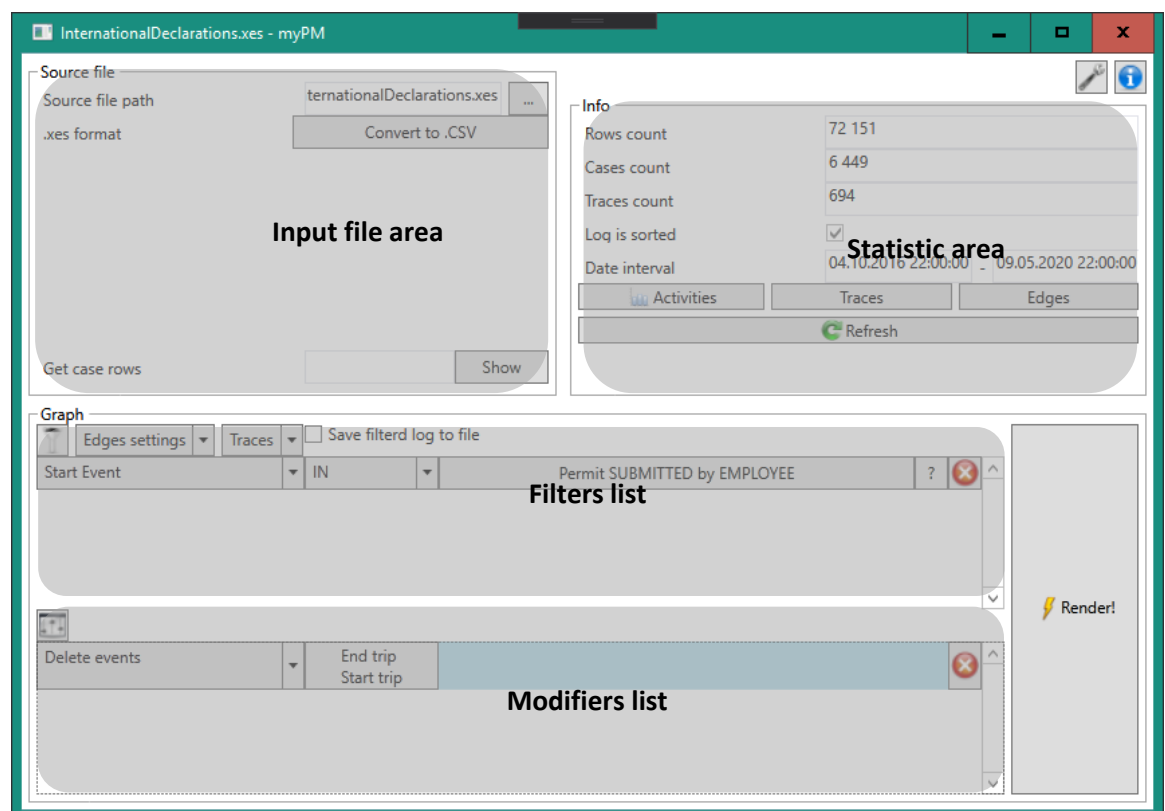 InternationalDeclarations.xes - myPM
Source file
Source file path
ternationalDeclarations.xes
...
.xes format
Convert to .CSV
Input file area
Get case rows
Show
Info
Rows count
72 151
Cases count
6 449
Traces count
694
Log is sorted
Statistic area
Date interval
04.10.2016 22:00:00 - 09.05.2020 22:00:00
Activities
Traces
Edges
Refresh
Graph
Edges settings
Traces
Save filterd log to file
Start Event
IN
Permit SUBMITTED by EMPLOYEE
?
Filters list
Render!
Delete events
End trip
Start trip
Modifiers list